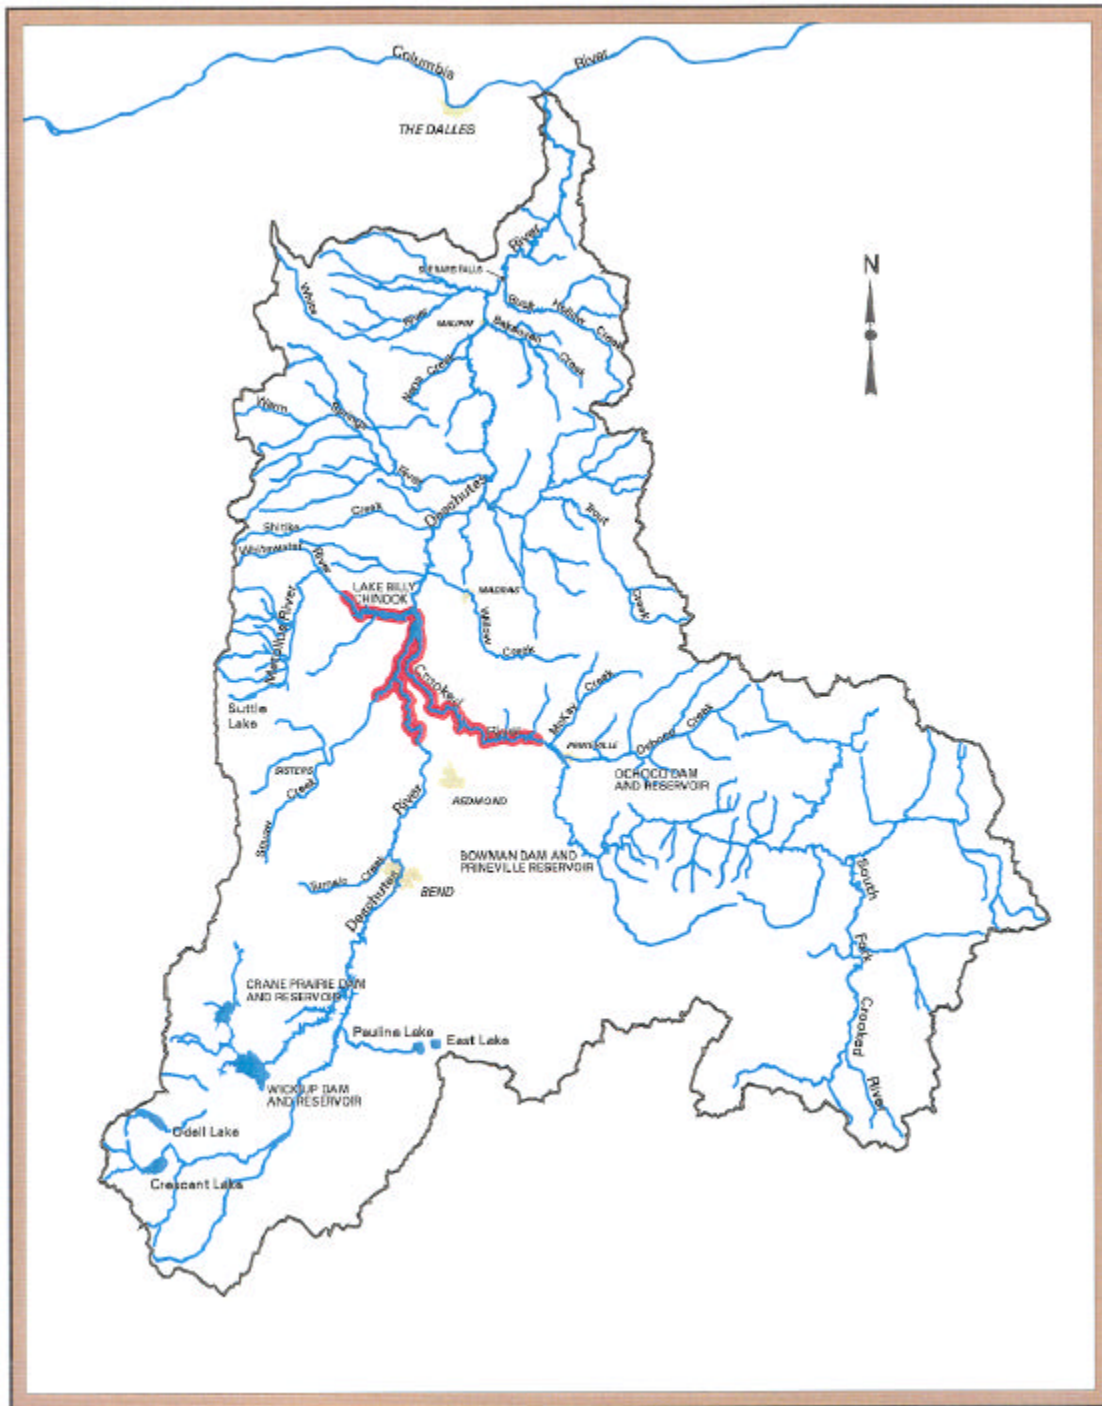 Columbia
River
THE DALLES
N
River
SHERARS FALLS
White
River
Buck
Hollow
Creek
MAUPIN
Bakeoven
Creek
Nena Creek
Warm
Springs
River
Deschutes
Trout
Creek
Shitike
Creek
Whitewater
River
LAKE BILLY
CHINOOK
MADRAS
Metolius River
Willow
Creek
Suttle
Lake
Crooked
River
McKay
Creek
PRINEVILLE
Ochoco Creek
OCHOCO DAM
AND RESERVOIR
SISTERS
Creek
Squaw
River
REDMOND
BOWMAN DAM AND
PRINEVILLE RESERVOIR
South
Fork
Crooked
River
Tumalo
Creek
BEND
Deschutes
CRANE PRAIRIE DAM
AND RESERVOIR
Paulina Lake
East Lake
WICKIUP DAM
AND RESERVOIR
Odell Lake
Crescent Lake